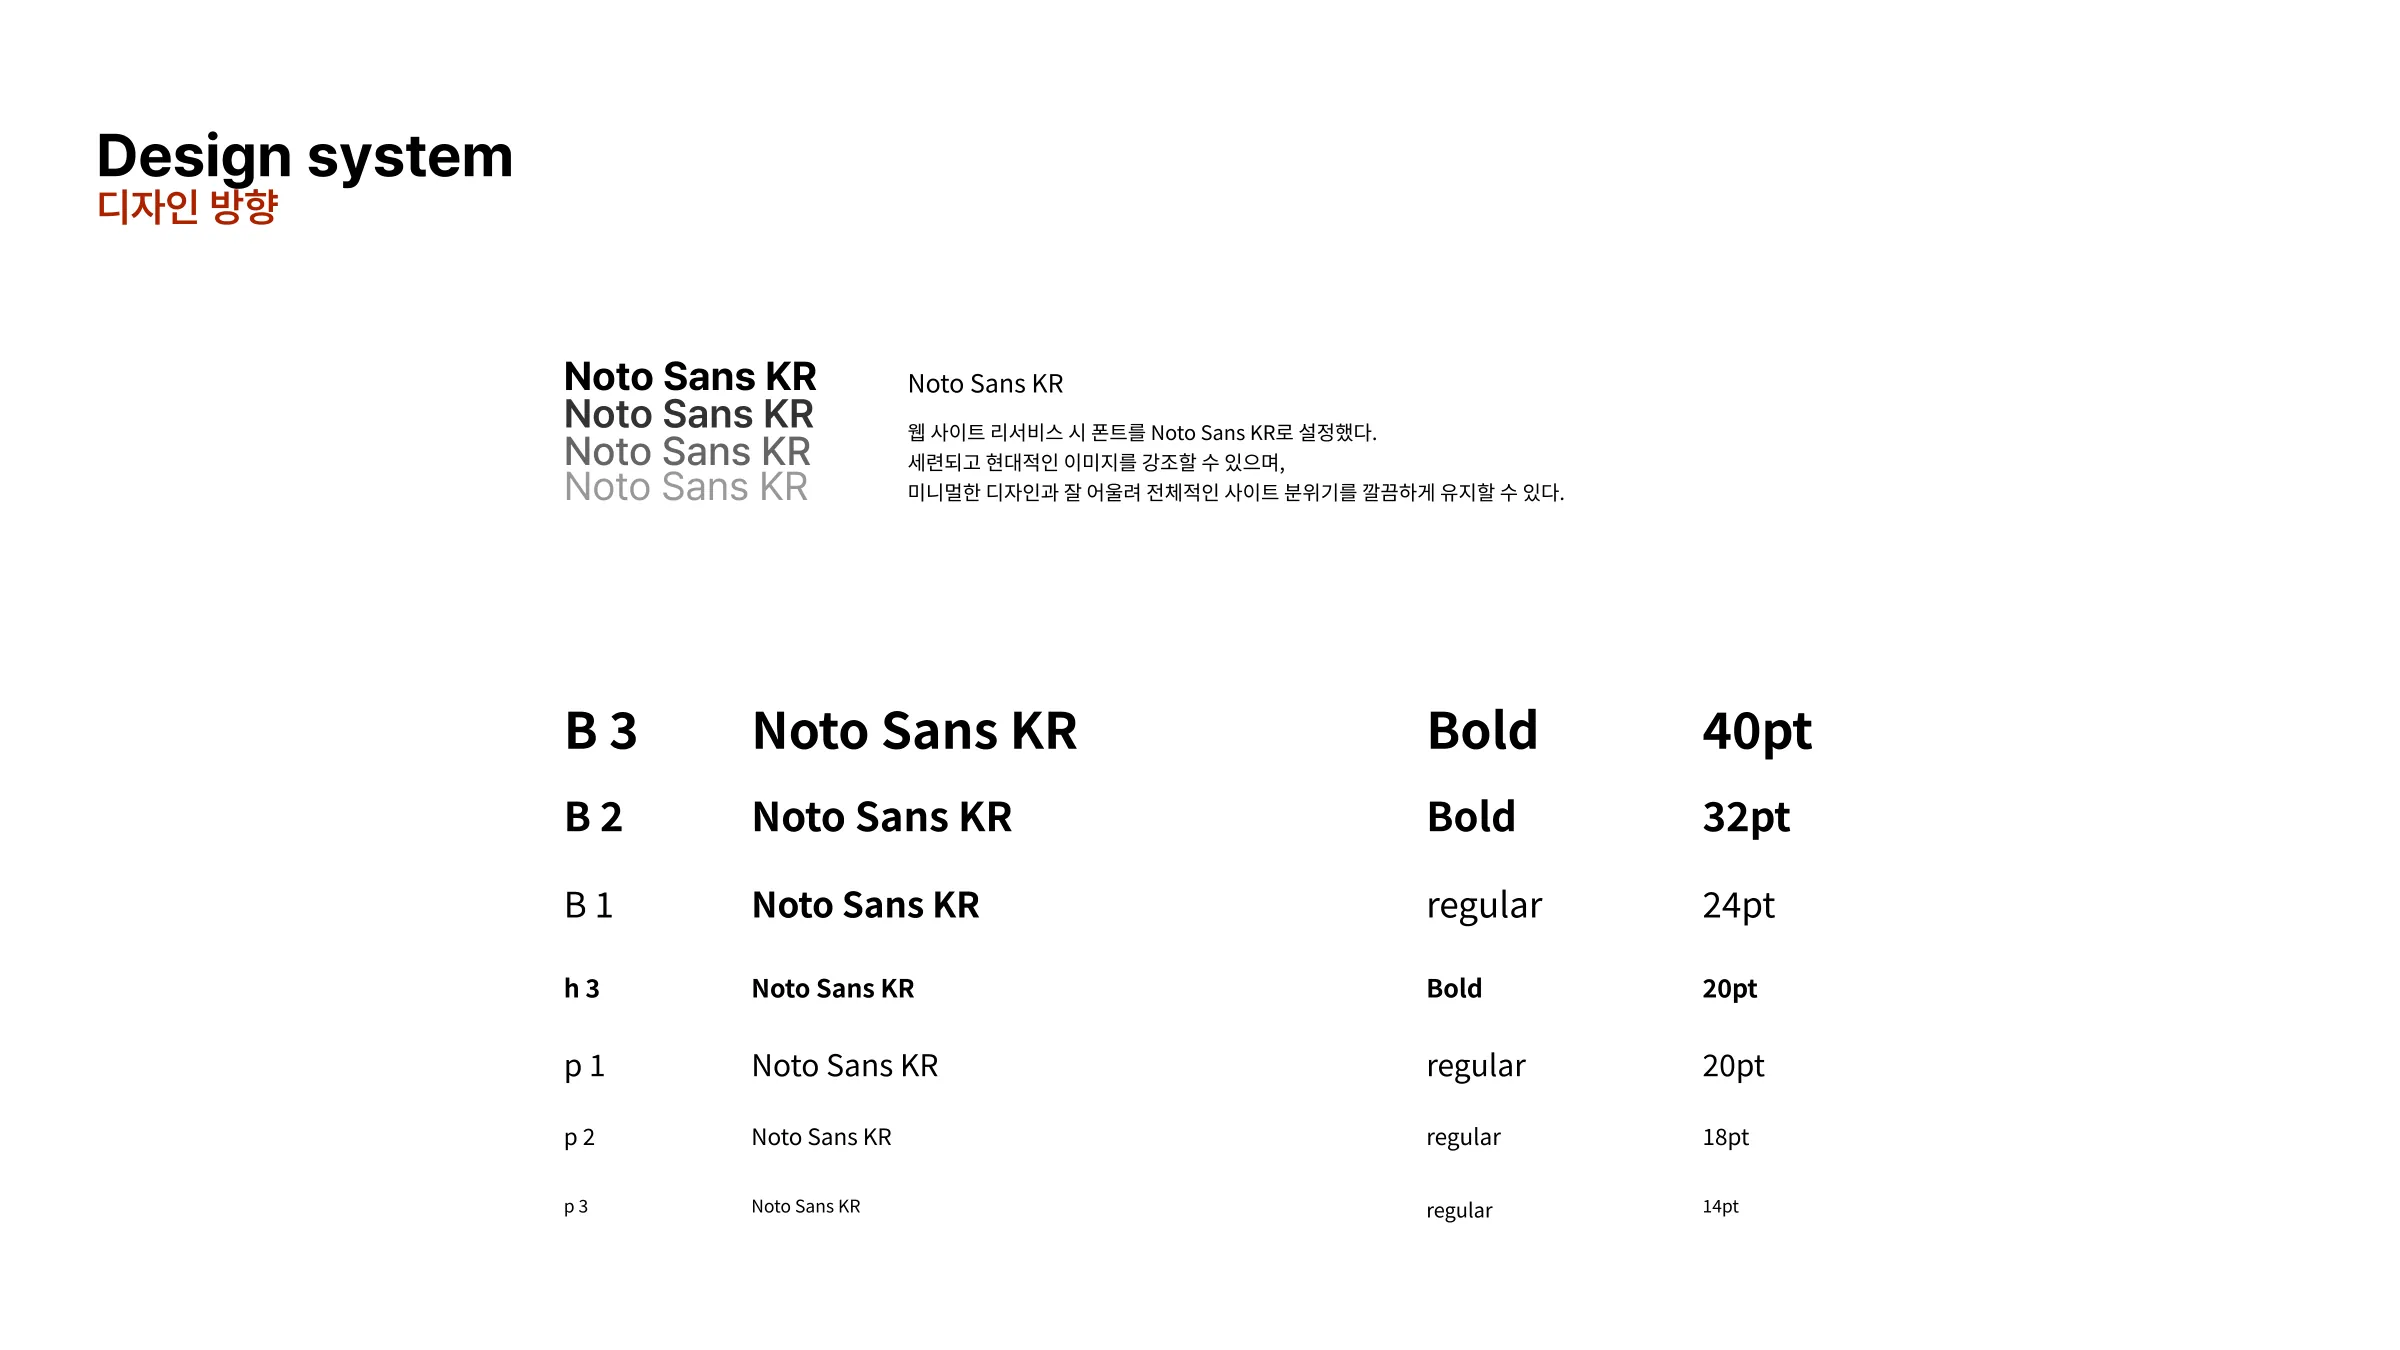 Design system
디자인 방향
Noto Sans KR
Noto Sans KR
Noto Sans KR
Noto Sans KR
Noto Sans KR
웹 사이트 리서비스 시 폰트를 Noto Sans KR로 설정했다.
세련되고 현대적인 이미지를 강조할 수 있으며,
미니멀한 디자인과 잘 어울려 전체적인 사이트 분위기를 깔끔하게 유지할 수 있다.
B 3 Noto Sans KR Bold 40pt
B 2 Noto Sans KR Bold 32pt
B 1 Noto Sans KR regular 24pt
h 3 Noto Sans KR Bold 20pt
p 1 Noto Sans KR regular 20pt
p 2 Noto Sans KR regular 18pt
p 3 Noto Sans KR regular 14pt